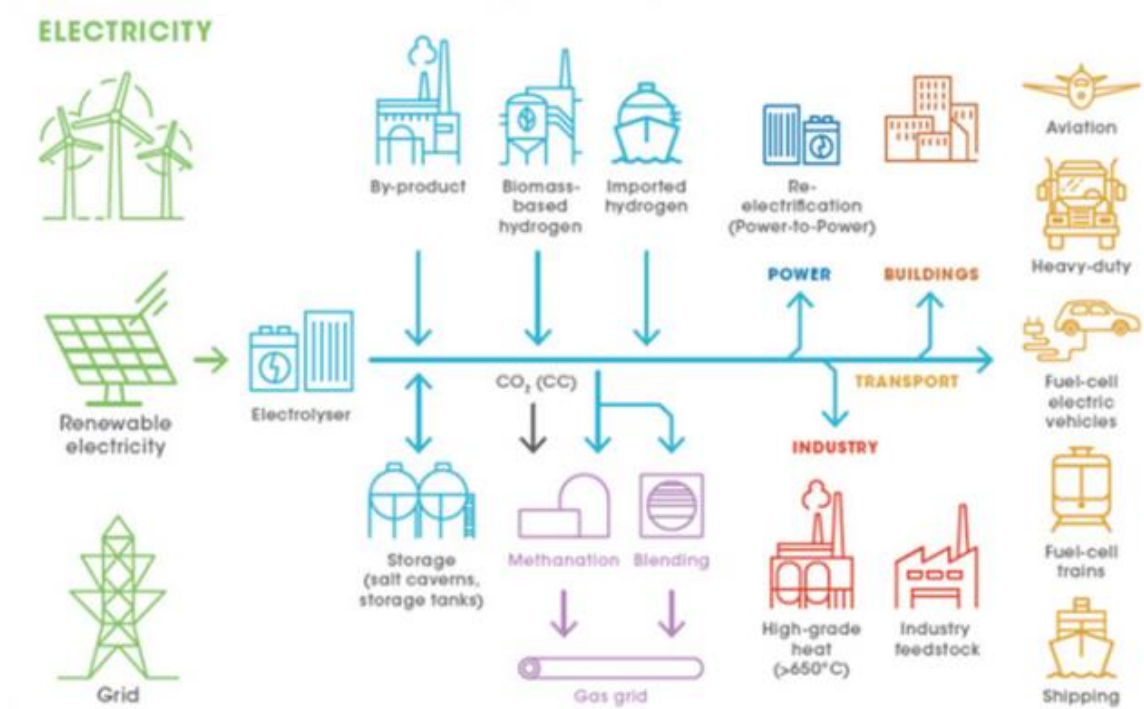 ELECTRICITY
By-product
Biomass-
based
hydrogen
Imported
hydrogen
Re-
electrification
(Power-to-Power)
Aviation
Heavy-duty
POWER
BUILDINGS
Renewable
electricity
Electrolyser
CO₂ (CC)
TRANSPORT
Fuel-cell
electric
vehicles
INDUSTRY
Storage
(salt caverns,
storage tanks)
Methanation
Blending
Fuel-cell
trains
High-grade
heat
(>650°C)
Industry
feedstock
Grid
Gas grid
Shipping